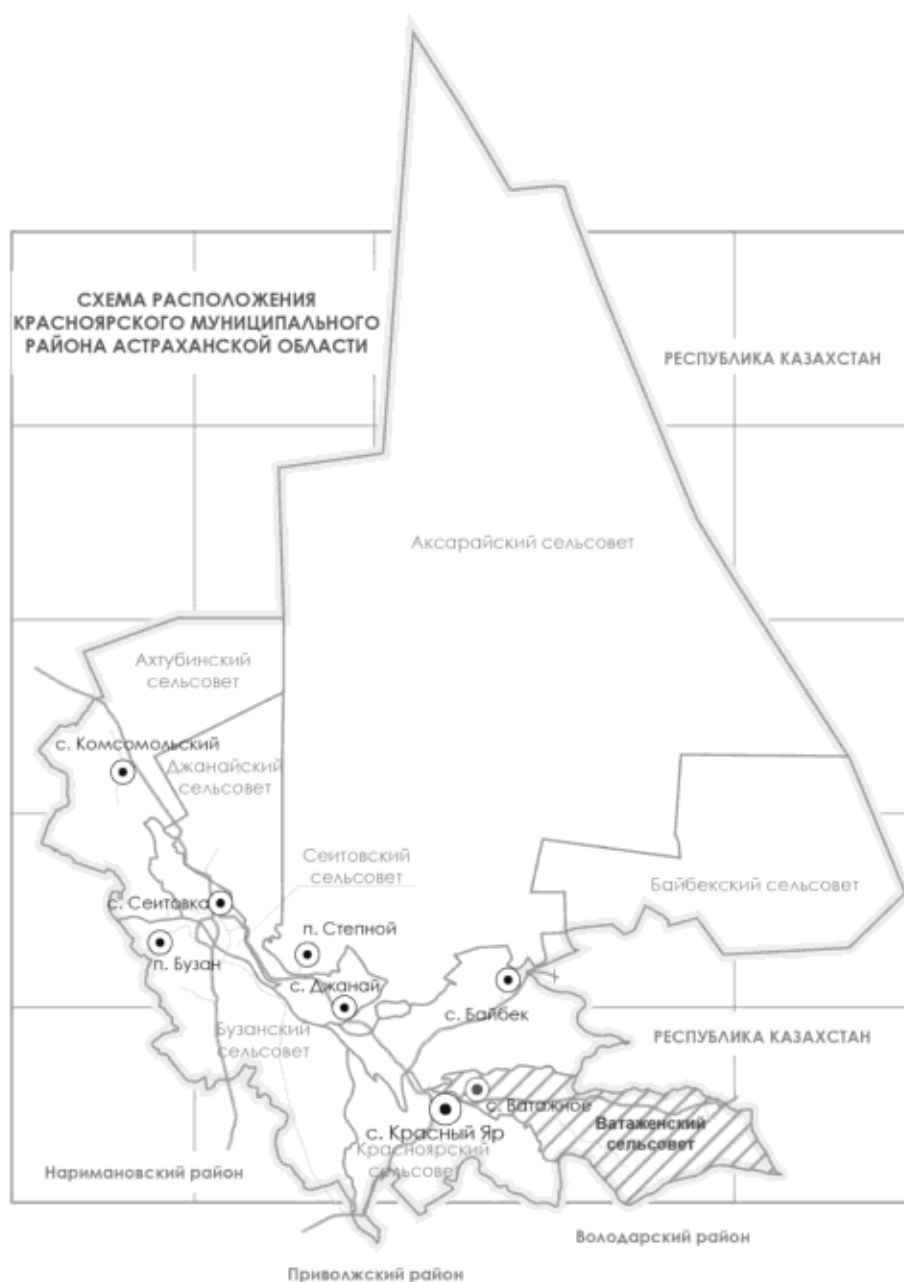 СХЕМА РАСПОЛОЖЕНИЯ
КРАСНОЯРСКОГО МУНИЦИПАЛЬНОГО
РАЙОНА АСТРАХАНСКОЙ ОБЛАСТИ
РЕСПУБЛИКА КАЗАХСТАН
Аксарайский сельсовет
Ахтубинский
сельсовет
с. Комсомольский
Джанайский
сельсовет
Сеитовский
сельсовет
Байбекский сельсовет
с. Сеитовка
п. Степной
п. Бузан
с. Джанай
с. Байбек
Бузанский
сельсовет
РЕСПУБЛИКА КАЗАХСТАН
с. Ватажное
Ватаженский
сельсовет
с. Красный Яр
Красноярский
сельсовет
Наримановский район
Володарский район
Приволжский район